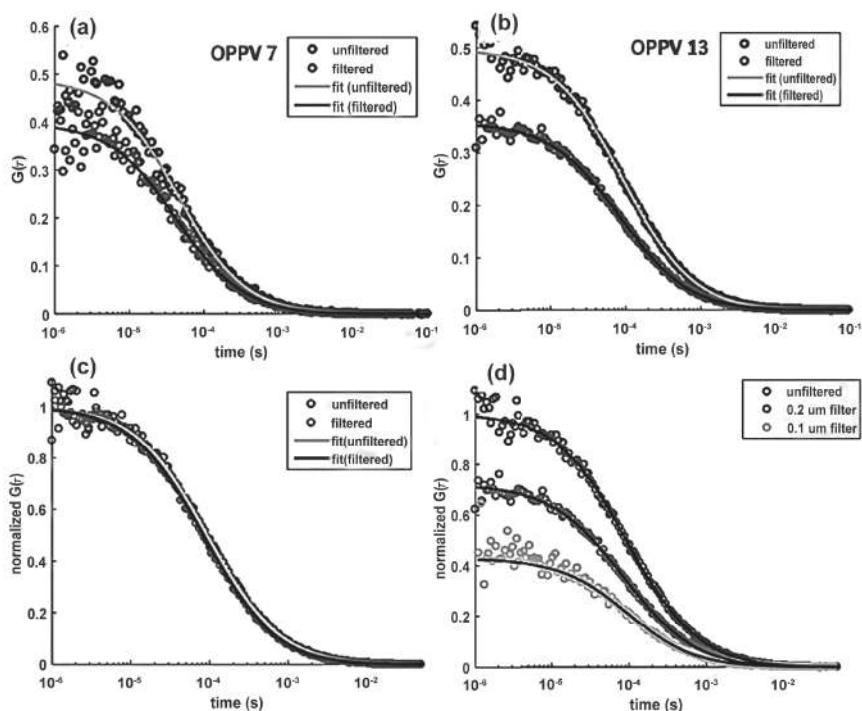 (a)
OPPV 7
unfiltered
filtered
fit (unfiltered)
fit (filtered)
G(τ)
0.6
0.5
0.4
0.3
0.2
0.1
0
10⁻⁶ 10⁻⁵ 10⁻⁴ 10⁻³ 10⁻² 10⁻¹
time (s)
(b)
OPPV 13
unfiltered
filtered
fit (unfiltered)
fit (filtered)
G(τ)
0.5
0.4
0.3
0.2
0.1
0
10⁻⁶ 10⁻⁵ 10⁻⁴ 10⁻³ 10⁻² 10⁻¹
time (s)
(c)
unfiltered
filtered
fit(unfiltered)
fit(filtered)
normalized G(τ)
1
0.8
0.6
0.4
0.2
0
10⁻⁶ 10⁻⁵ 10⁻⁴ 10⁻³ 10⁻²
time (s)
(d)
unfiltered
0.2 um filter
0.1 um filter
normalized G(τ)
1
0.8
0.6
0.4
0.2
0
10⁻⁶ 10⁻⁵ 10⁻⁴ 10⁻³ 10⁻²
time (s)